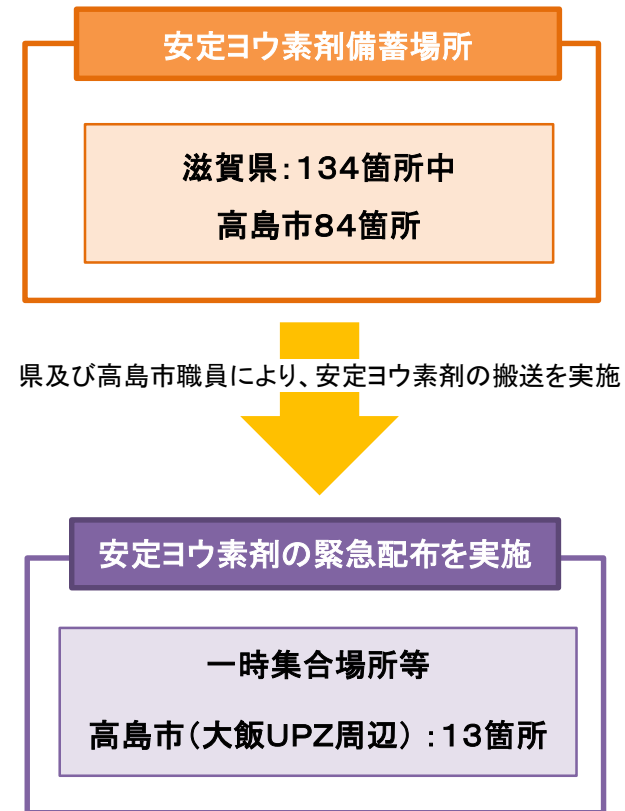 安定ヨウ素剤備蓄場所
滋賀県：134箇所中
高島市84箇所
県及び高島市職員により、安定ヨウ素剤の搬送を実施
安定ヨウ素剤の緊急配布を実施
一時集合場所等
高島市（大飯UPZ周辺）：13箇所